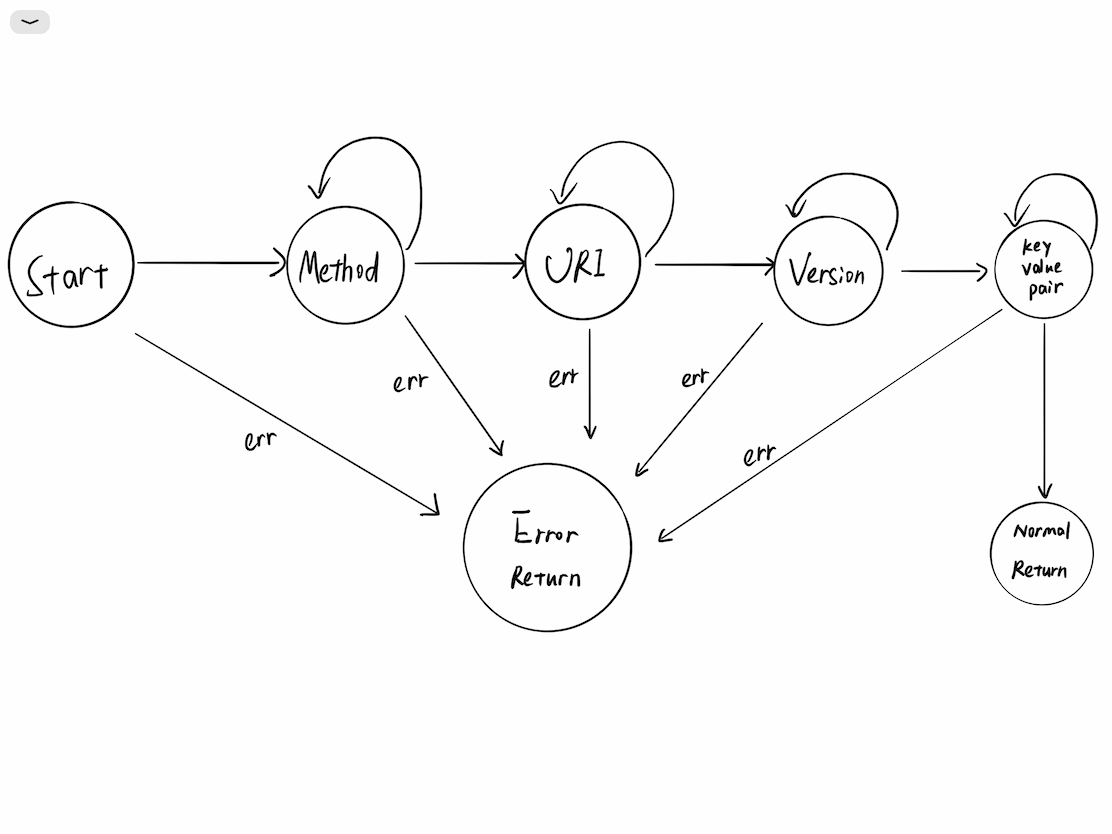 Start
Method
URI
Version
key
value
pair
err
err
err
err
err
Error
Return
Normal
Return